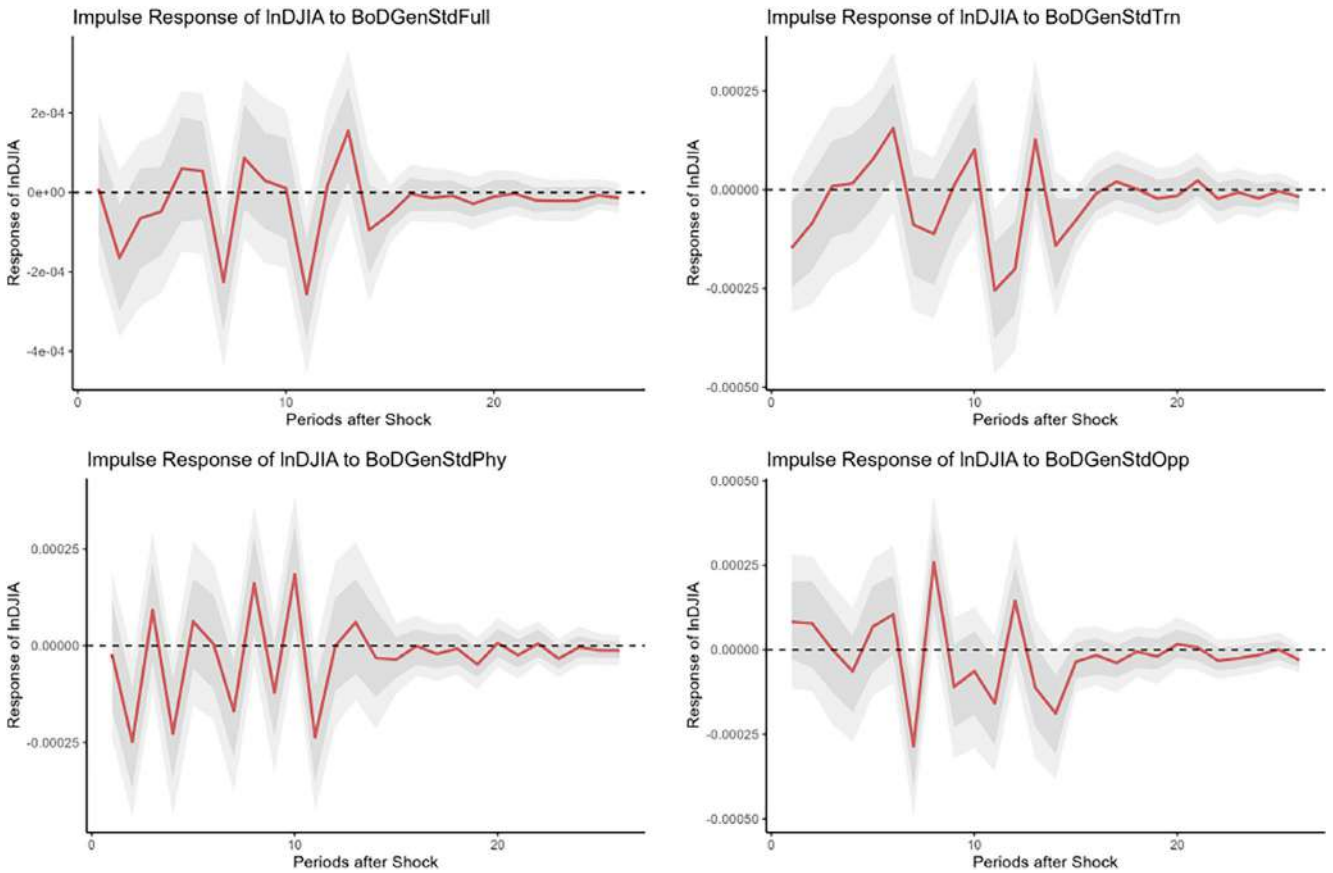 Impulse Response of lnDJIA to BoDGenStdFull
Response of lnDJIA
2e-04
0e+00
-2e-04
-4e-04
0
10
20
Periods after Shock
Impulse Response of lnDJIA to BoDGenStdTrn
Response of lnDJIA
0.00025
0.00000
-0.00025
-0.00050
0
10
20
Periods after Shock
Impulse Response of lnDJIA to BoDGenStdPhy
Response of lnDJIA
0.00025
0.00000
-0.00025
0
10
20
Periods after Shock
Impulse Response of lnDJIA to BoDGenStdOpp
Response of lnDJIA
0.00050
0.00025
0.00000
-0.00025
-0.00050
0
10
20
Periods after Shock